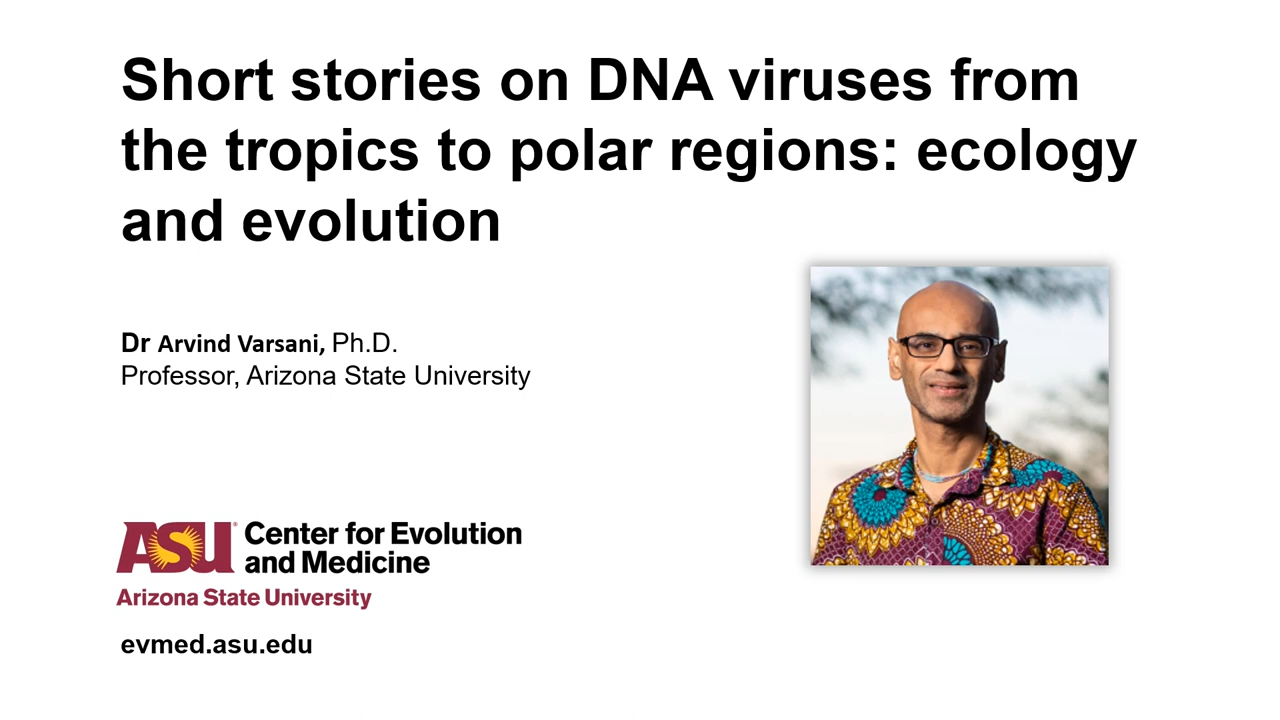 Short stories on DNA viruses from
the tropics to polar regions: ecology
and evolution
Dr Arvind Varsani, Ph.D.
Professor, Arizona State University
ASU® Center for Evolution
and Medicine
Arizona State University
evmed.asu.edu